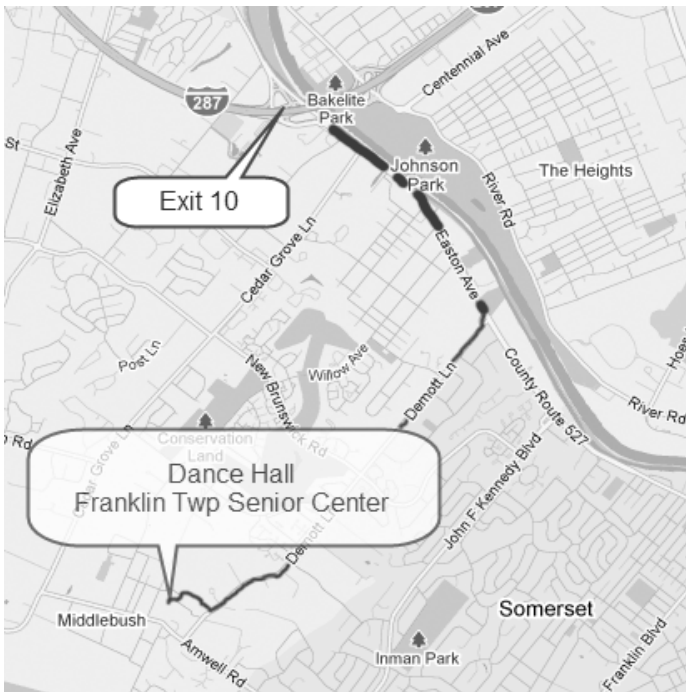 Centennial Ave
287
Bakelite
Park
St
Elizabeth Ave
Johnson
Park
The Heights
River Rd
Exit 10
Cedar Grove Ln
Easton Ave
Post Ln
New Brunswick Rd
Willow Ave
Demott Ln
County Route 527
Hoes
River Rd
Rd
Conservation
Land
Cedar Grove Ln
John F Kennedy Blvd
Dance Hall
Franklin Twp Senior Center
Demott Ln
Middlebush
Somerset
Amwell Rd
Inman Park
Franklin Blvd